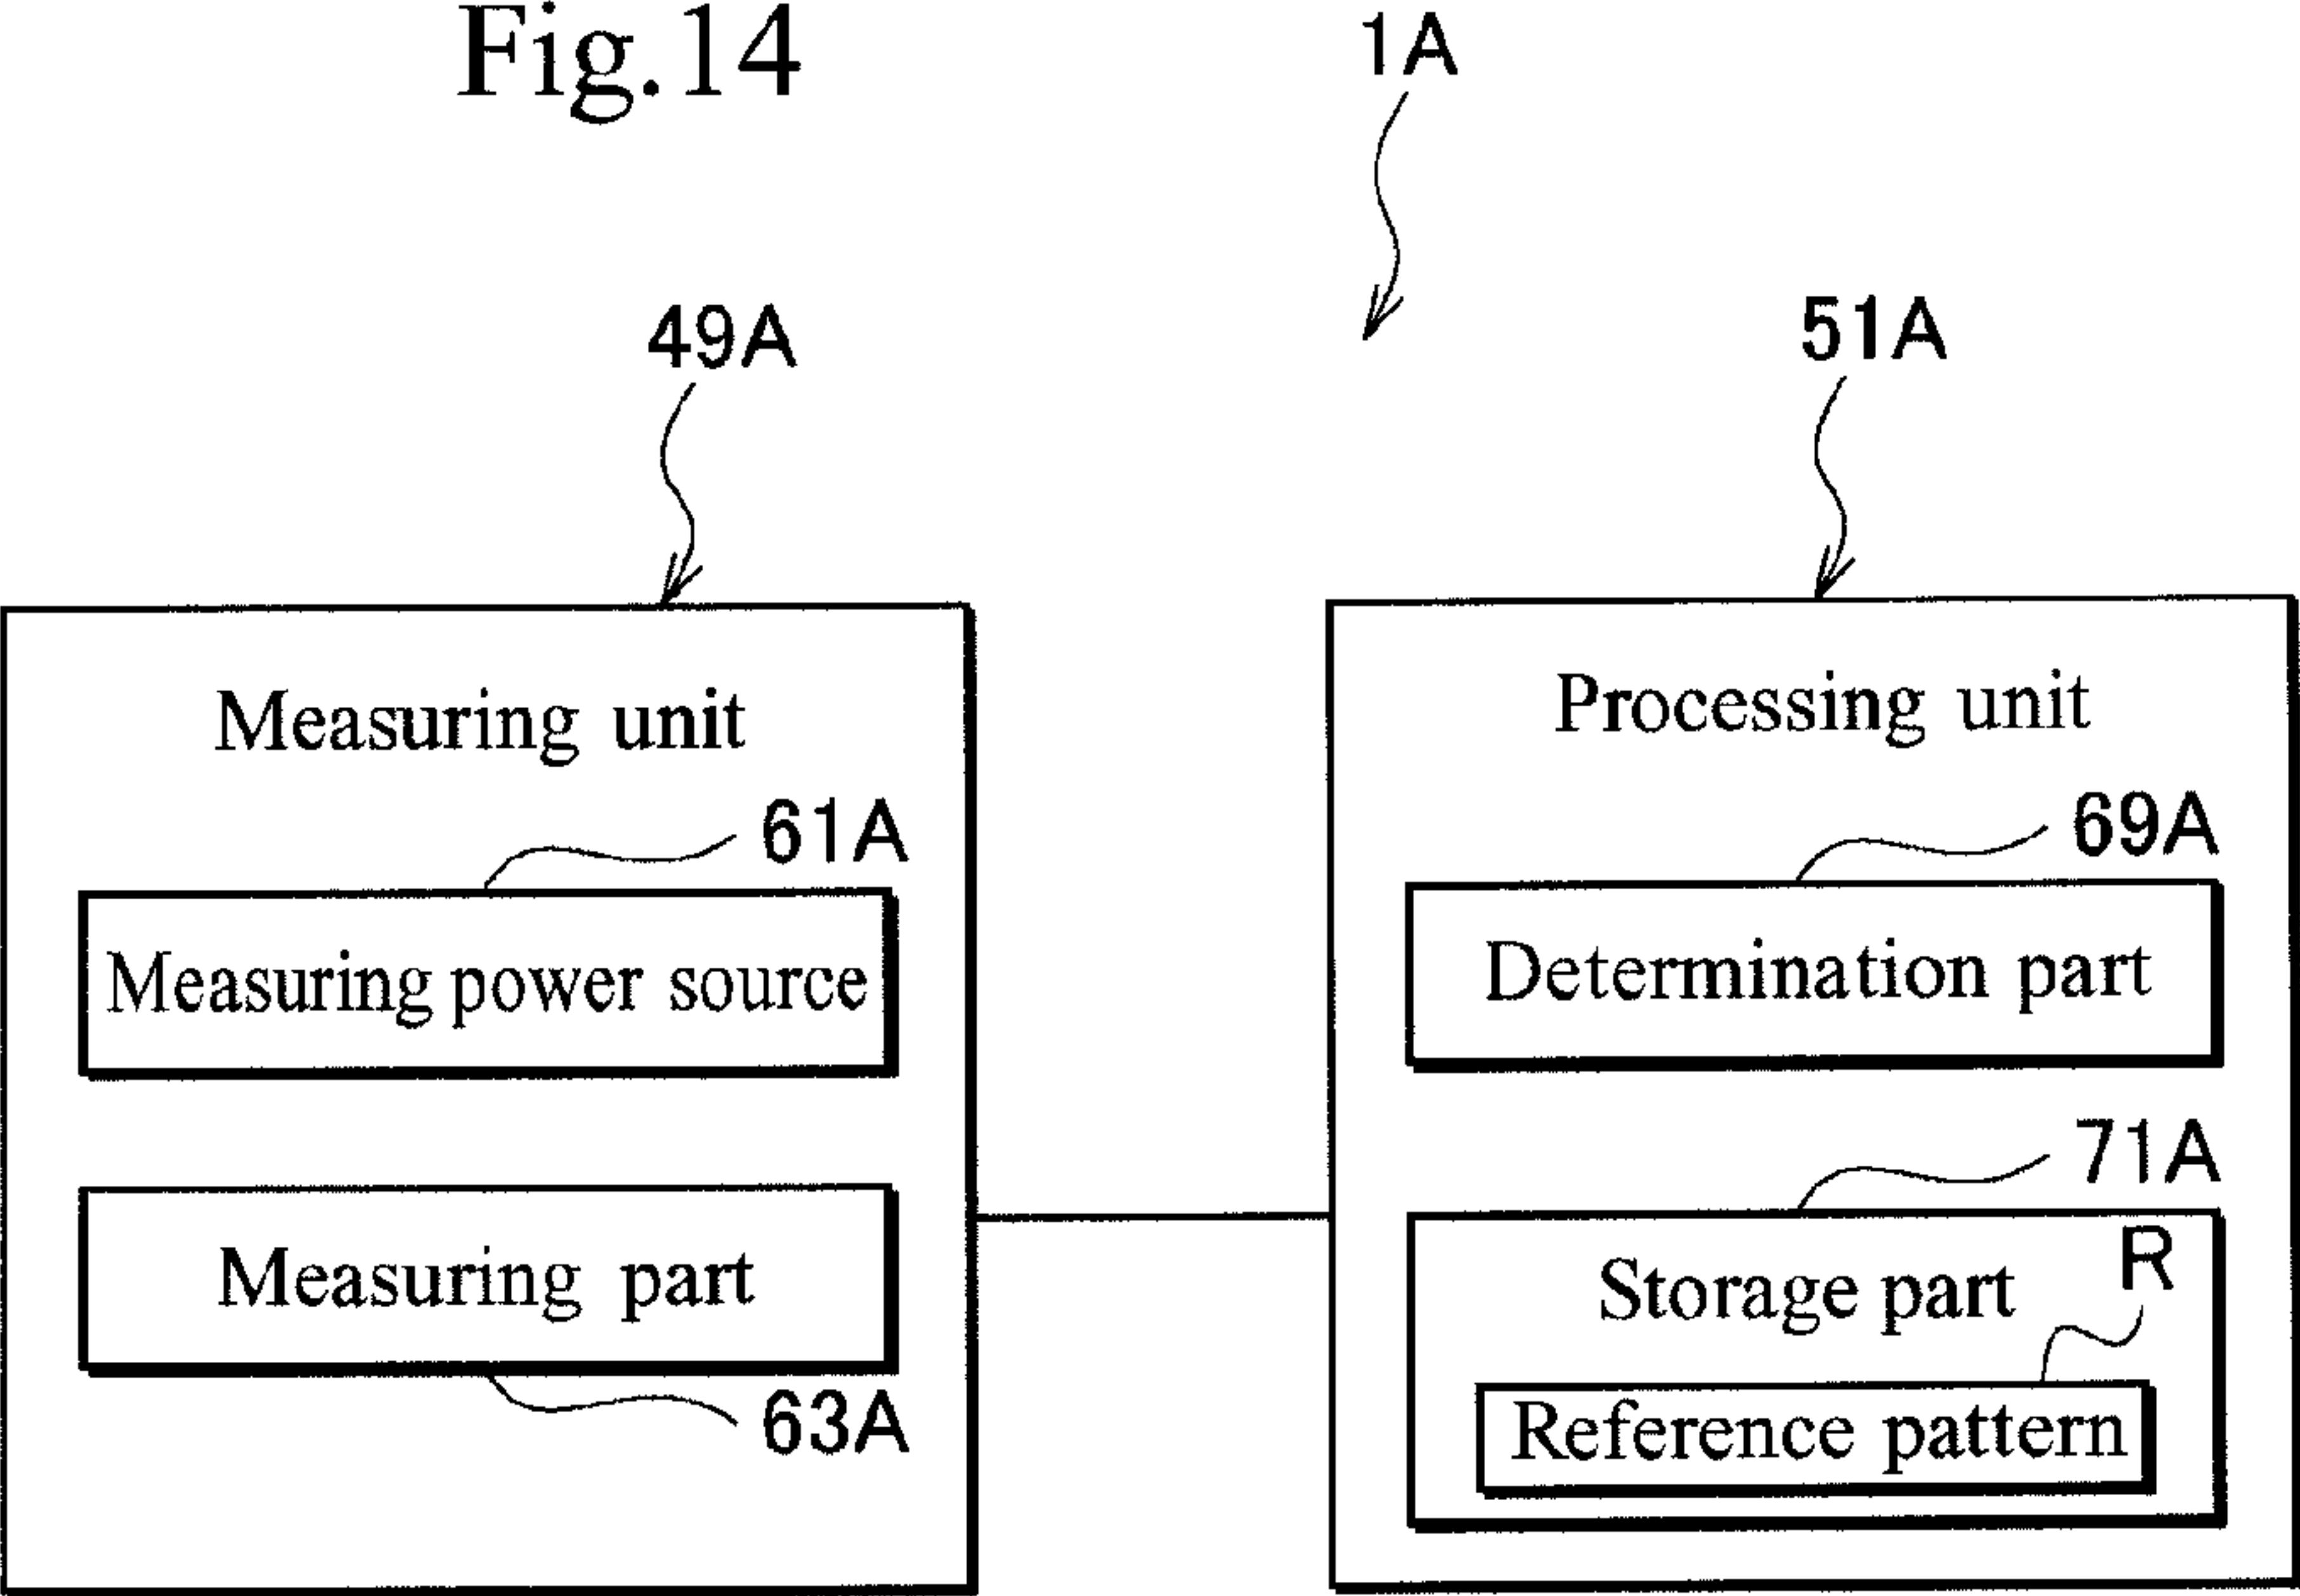 Fig.14
1A
49A
51A
Measuring unit
Processing unit
61A
69A
Measuring power source
Determination part
71A
Measuring part
Storage part
R
63A
Reference pattern